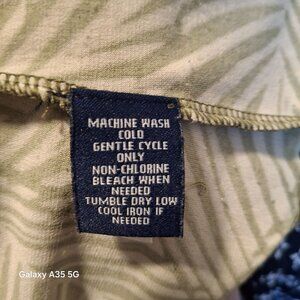 MACHINE WASH
COLD
GENTLE CYCLE
ONLY
NON-CHLORINE
BLEACH WHEN
NEEDED
TUMBLE DRY LOW
COOL IRON IF
NEEDED
Galaxy A35 5G